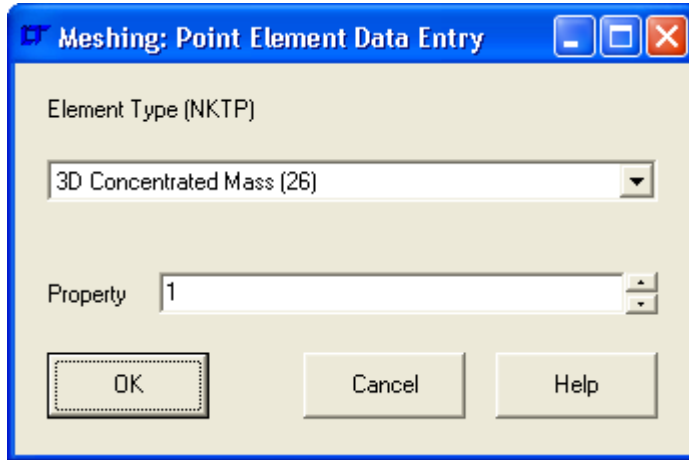 Meshing: Point Element Data Entry
Element Type (NKTP)
3D Concentrated Mass (26)
Property 1
OK Cancel Help